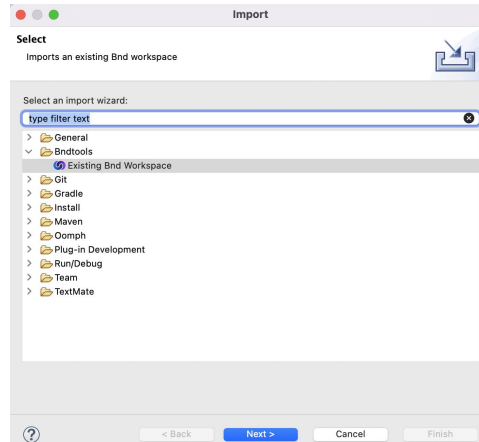 Import
Select
Imports an existing Bnd workspace
Select an import wizard:
type filter text
General
Bndtools
Existing Bnd Workspace
Git
Gradle
Install
Maven
Oomph
Plug-in Development
Run/Debug
Team
TextMate
? < Back Next > Cancel Finish